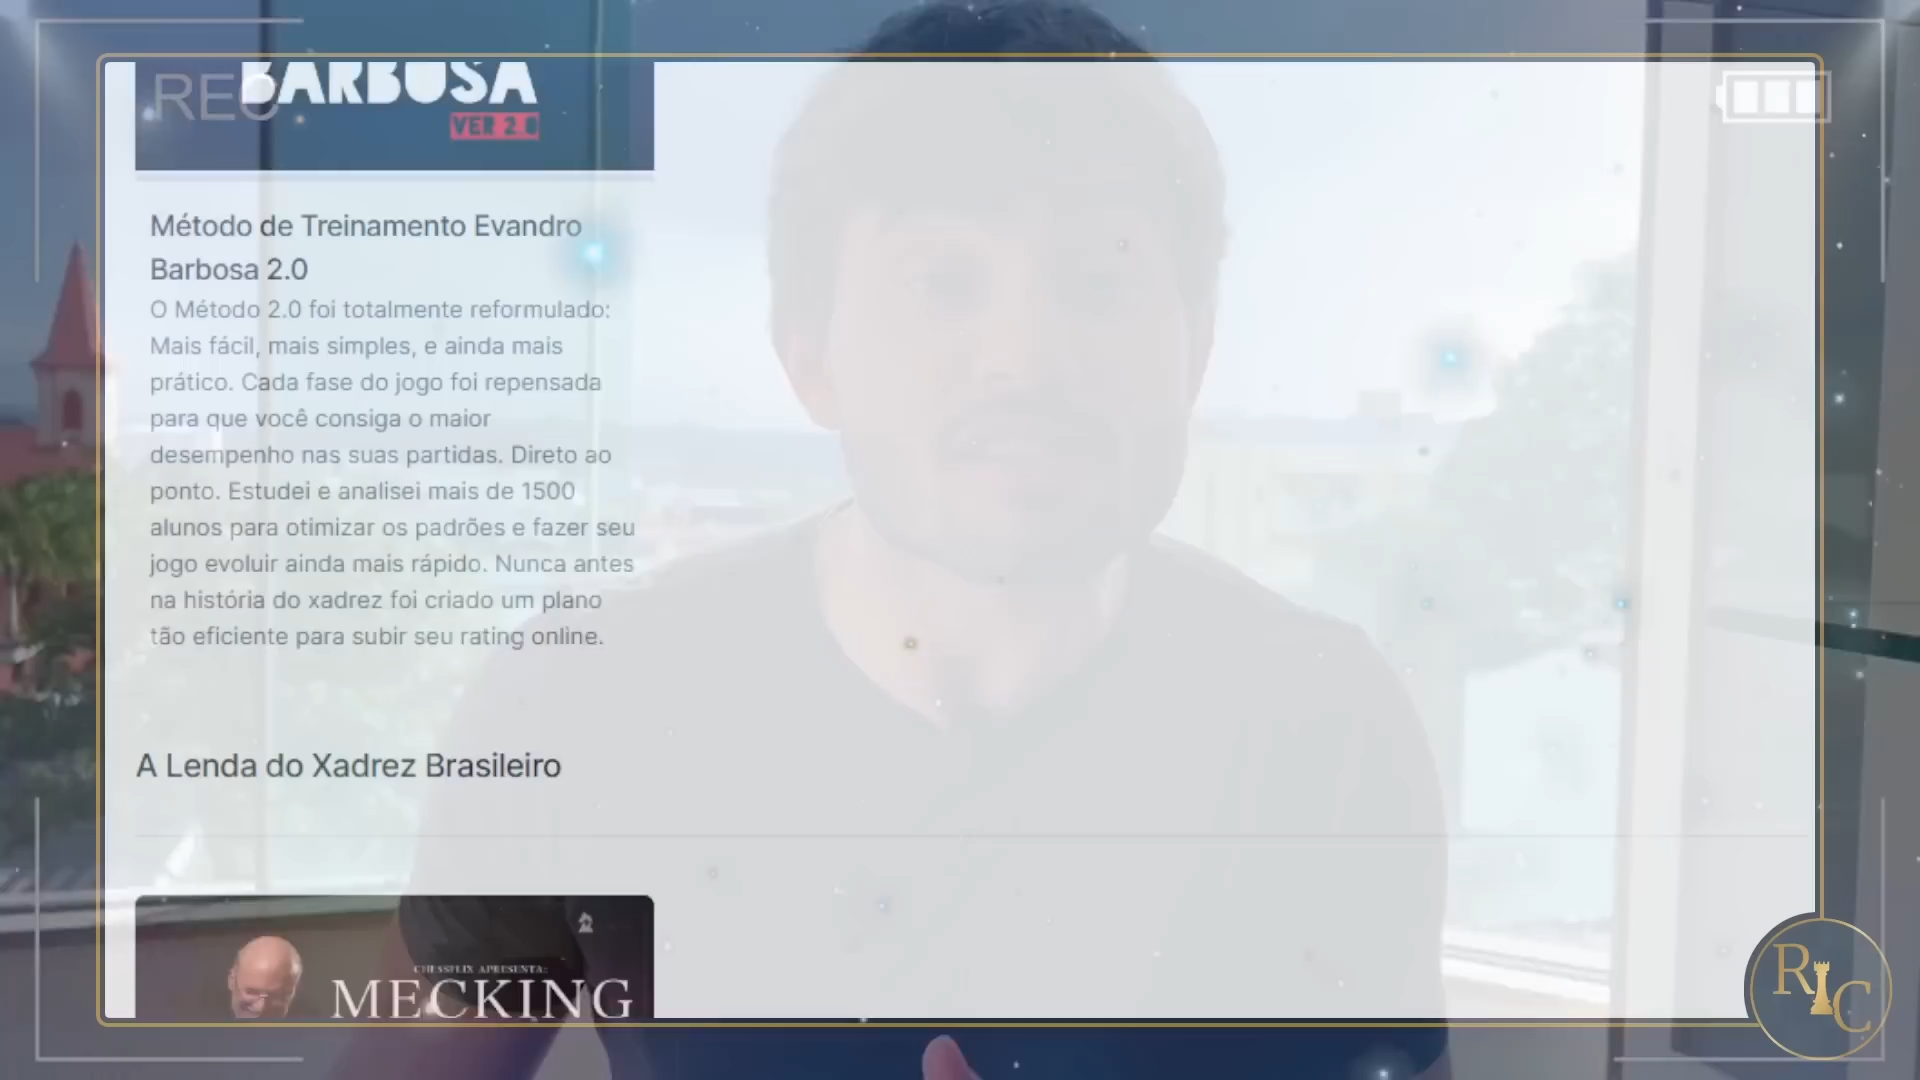 REC
BARBOSA
VER 2.0
Método de Treinamento Evandro
Barbosa 2.0
O Método 2.0 foi totalmente reformulado:
Mais fácil, mais simples, e ainda mais
prático. Cada fase do jogo foi repensada
para que você consiga o maior
desempenho nas suas partidas. Direto ao
ponto. Estudei e analisei mais de 1500
alunos para otimizar os padrões e fazer seu
jogo evoluir ainda mais rápido. Nunca antes
na história do xadrez foi criado um plano
tão eficiente para subir seu rating online.
A Lenda do Xadrez Brasileiro
CHESSFLIX APRESENTA:
MECKING
R C